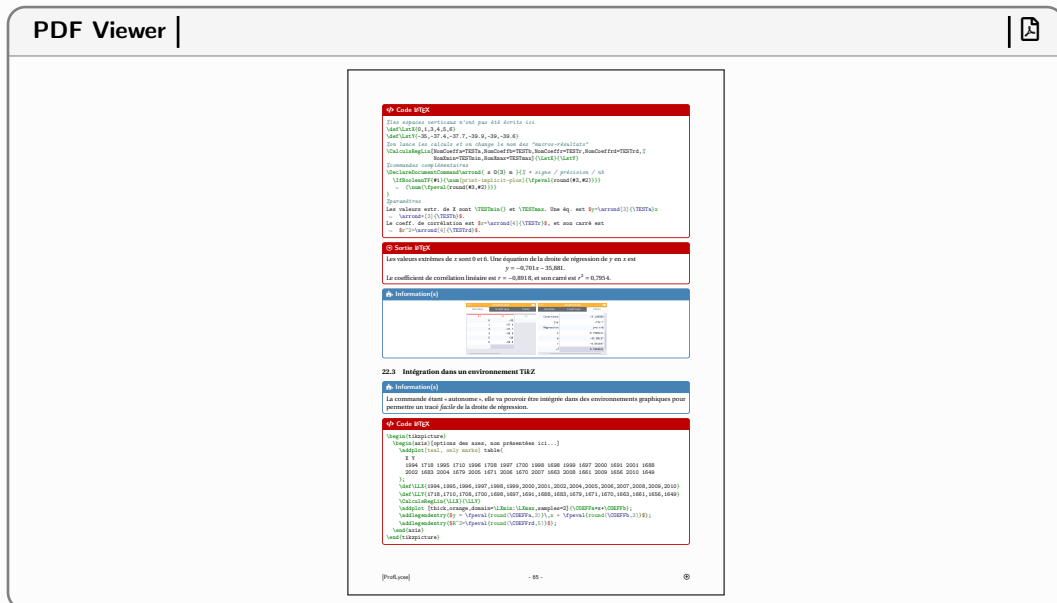 PDF Viewer
</> Code LATEX
%les espaces verticaux n'ont pas été écrits ici
\def\LstX{0,1,3,4,5,6}
\def\LstY{-35,-37.4,-37.7,-39.9,-39,-39.6}
%on lance les calculs et on change le nom des "macros-résultats"
\CalculsRegLin[NomCoeffa=TESTa,NomCoeffb=TESTb,NomCoeffr=TESTr,NomCoeffrd=TESTrd,%
NomXmin=TESTmin,NomXmax=TESTmax]{\LstX}{\LstY}
%commandes complémentaires
\DeclareDocumentCommand\arrond{ s O{3} m }{% * signe / précision / nb
\IfBooleanTF{#1}{\num[print-implicit-plus]{\fpeval{round(#3,#2)}}}
{\num{\fpeval{round(#3,#2)}}}
}
%paramètres
Les valeurs extr. de X sont \TESTmin{} et \TESTmax. Une éq. est $y=\arrond[3]{\TESTa}x
\arrond*[3]{\TESTb}$.
Le coeff. de corrélation est $r=\arrond[4]{\TESTr}$, et son carré est
$r^2=\arrond[4]{\TESTrd}$.
Sortie LATEX
Les valeurs extrêmes de x sont 0 et 6. Une équation de la droite de régression de y en x est
y = −0,701x − 35,881.
Le coefficient de corrélation linéaire est r = −0,8918, et son carré est r² = 0,7954.
Information(s)
22.3 Intégration dans un environnement TikZ
Information(s)
La commande étant « autonome », elle va pouvoir être intégrée dans des environnements graphiques pour
permettre un tracé facile de la droite de régression.
</> Code LATEX
\begin{tikzpicture}
\begin{axis}[options des axes, non présentées ici...]
\addplot[teal, only marks] table{
X Y
1994 1718 1995 1710 1996 1708 1997 1700 1998 1698 1999 1697 2000 1691 2001 1688
2002 1683 2004 1679 2005 1671 2006 1670 2007 1663 2008 1661 2009 1656 2010 1649
};
\def\LLX{1994,1995,1996,1997,1998,1999,2000,2001,2002,2004,2005,2006,2007,2008,2009,2010}
\def\LLY{1718,1710,1708,1700,1698,1697,1691,1688,1683,1679,1671,1670,1663,1661,1656,1649}
\CalculsRegLin{\LLX}{\LLY}
\addplot [thick,orange,domain=\LXmin:\LXmax,samples=2]{\COEFFa*x+\COEFFb};
\addlegendentry{$y = \fpeval{round(\COEFFa,3)}\,x + \fpeval{round(\COEFFb,3)}$};
\addlegendentry{$R^2=\fpeval{round(\COEFFrd,5)}$};
\end{axis}
\end{tikzpicture}
[ProfLycee]
- 65 -